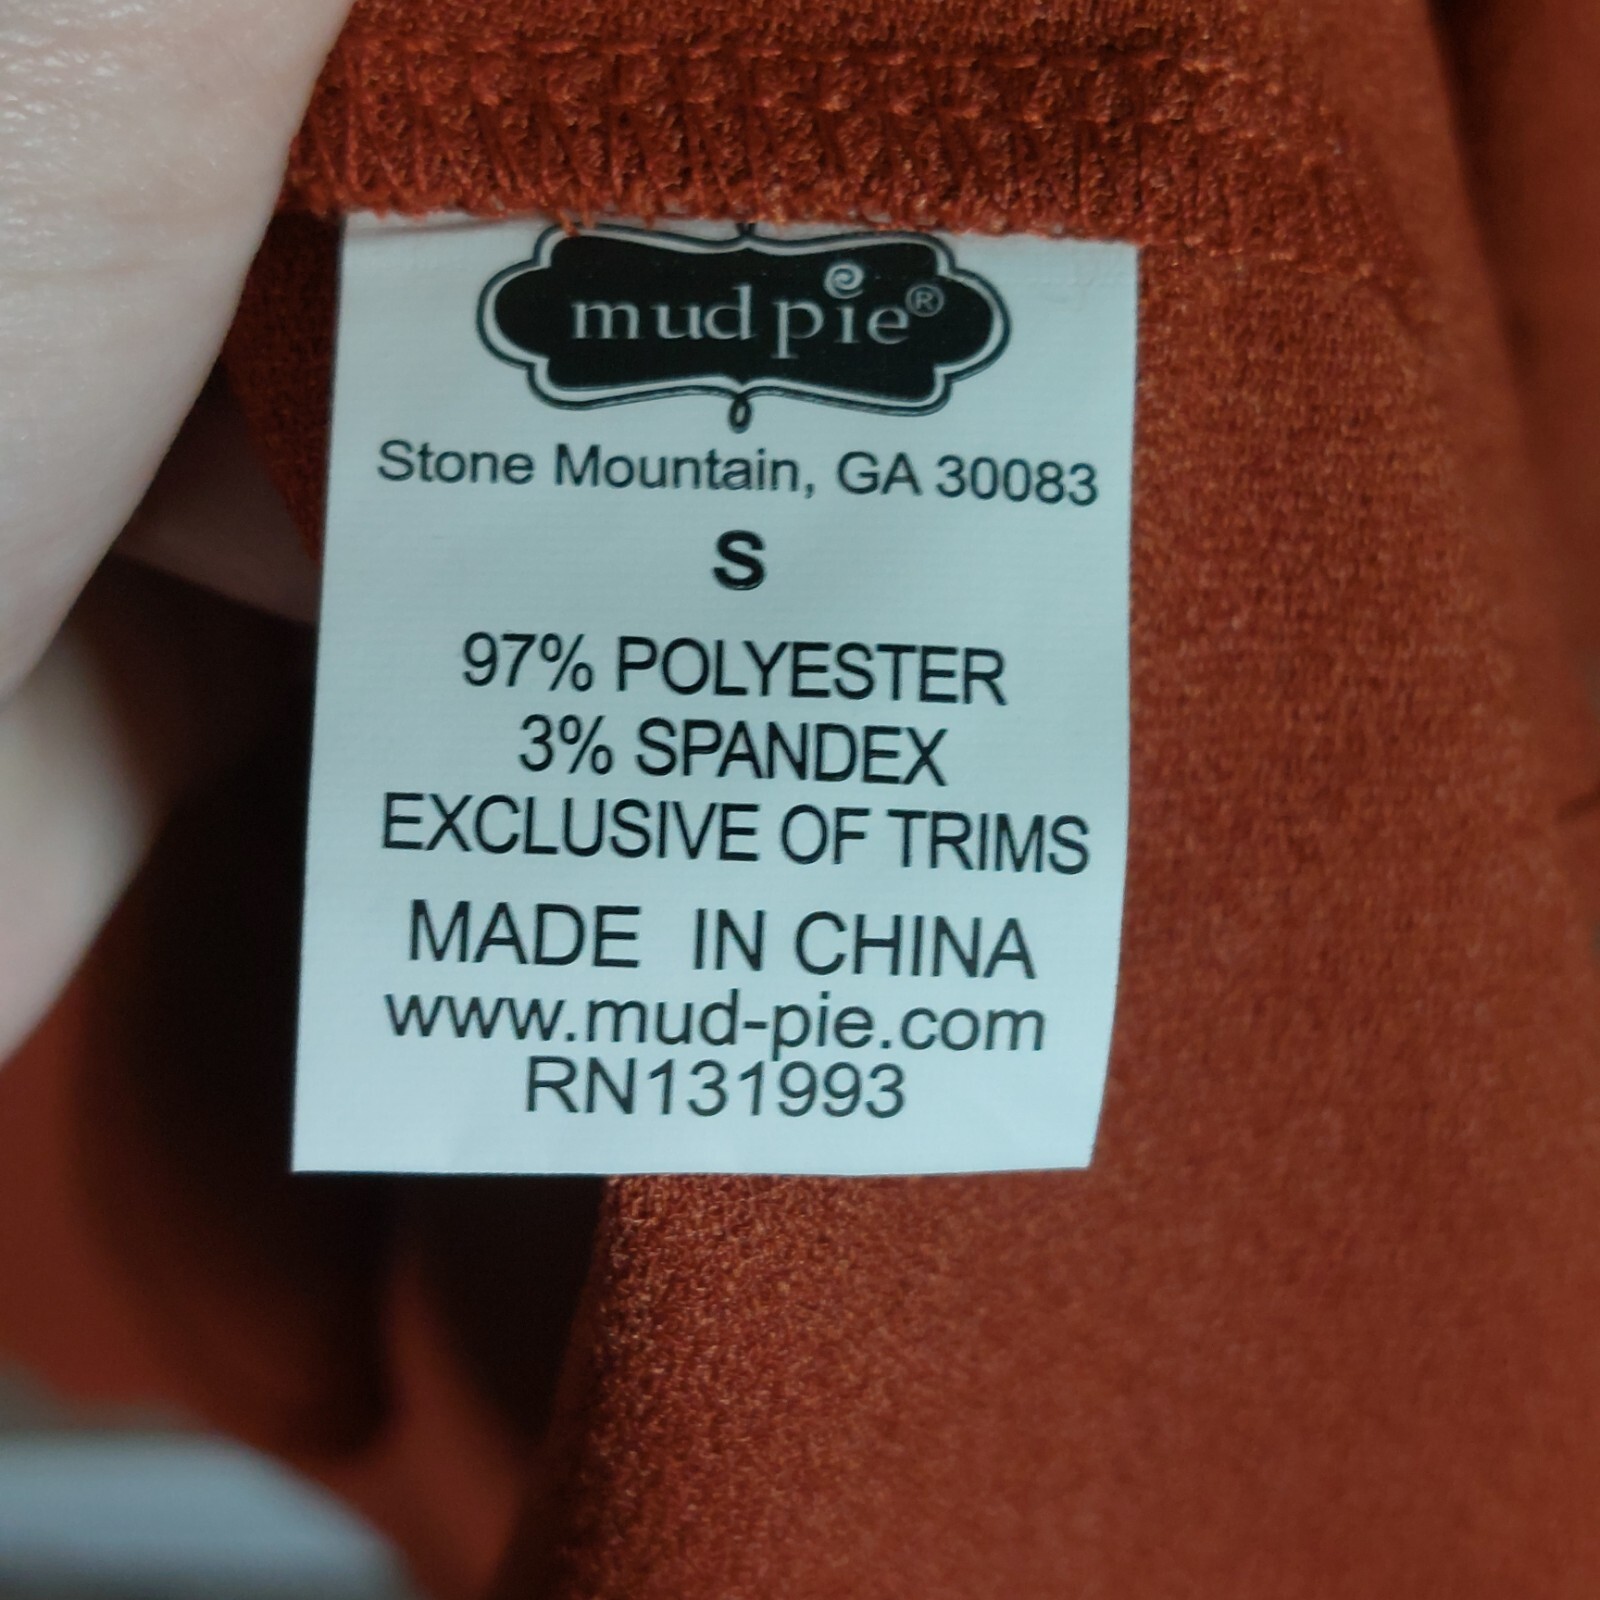 mud pie®
Stone Mountain, GA 30083
S
97% POLYESTER
3% SPANDEX
EXCLUSIVE OF TRIMS
MADE IN CHINA
www.mud-pie.com
RN131993